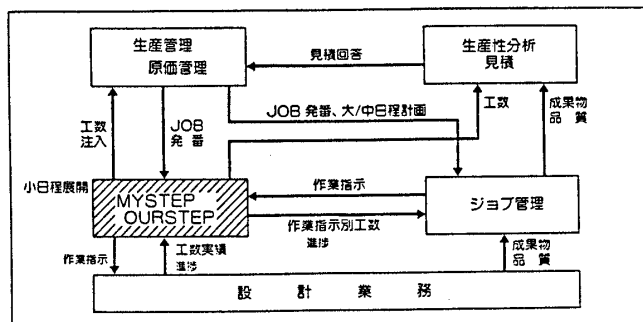 生産管理
原価管理
見積回答
生産性分析
見積
工数
注入
JOB
発番
JOB 発番、大/中日程計画
工数
成果物
品質
小日程展開
MYSTEP
OURSTEP
作業指示
作業指示別工数
進捗
ジョブ管理
作業指示
工数実績
進捗
成果物
品質
設計業務